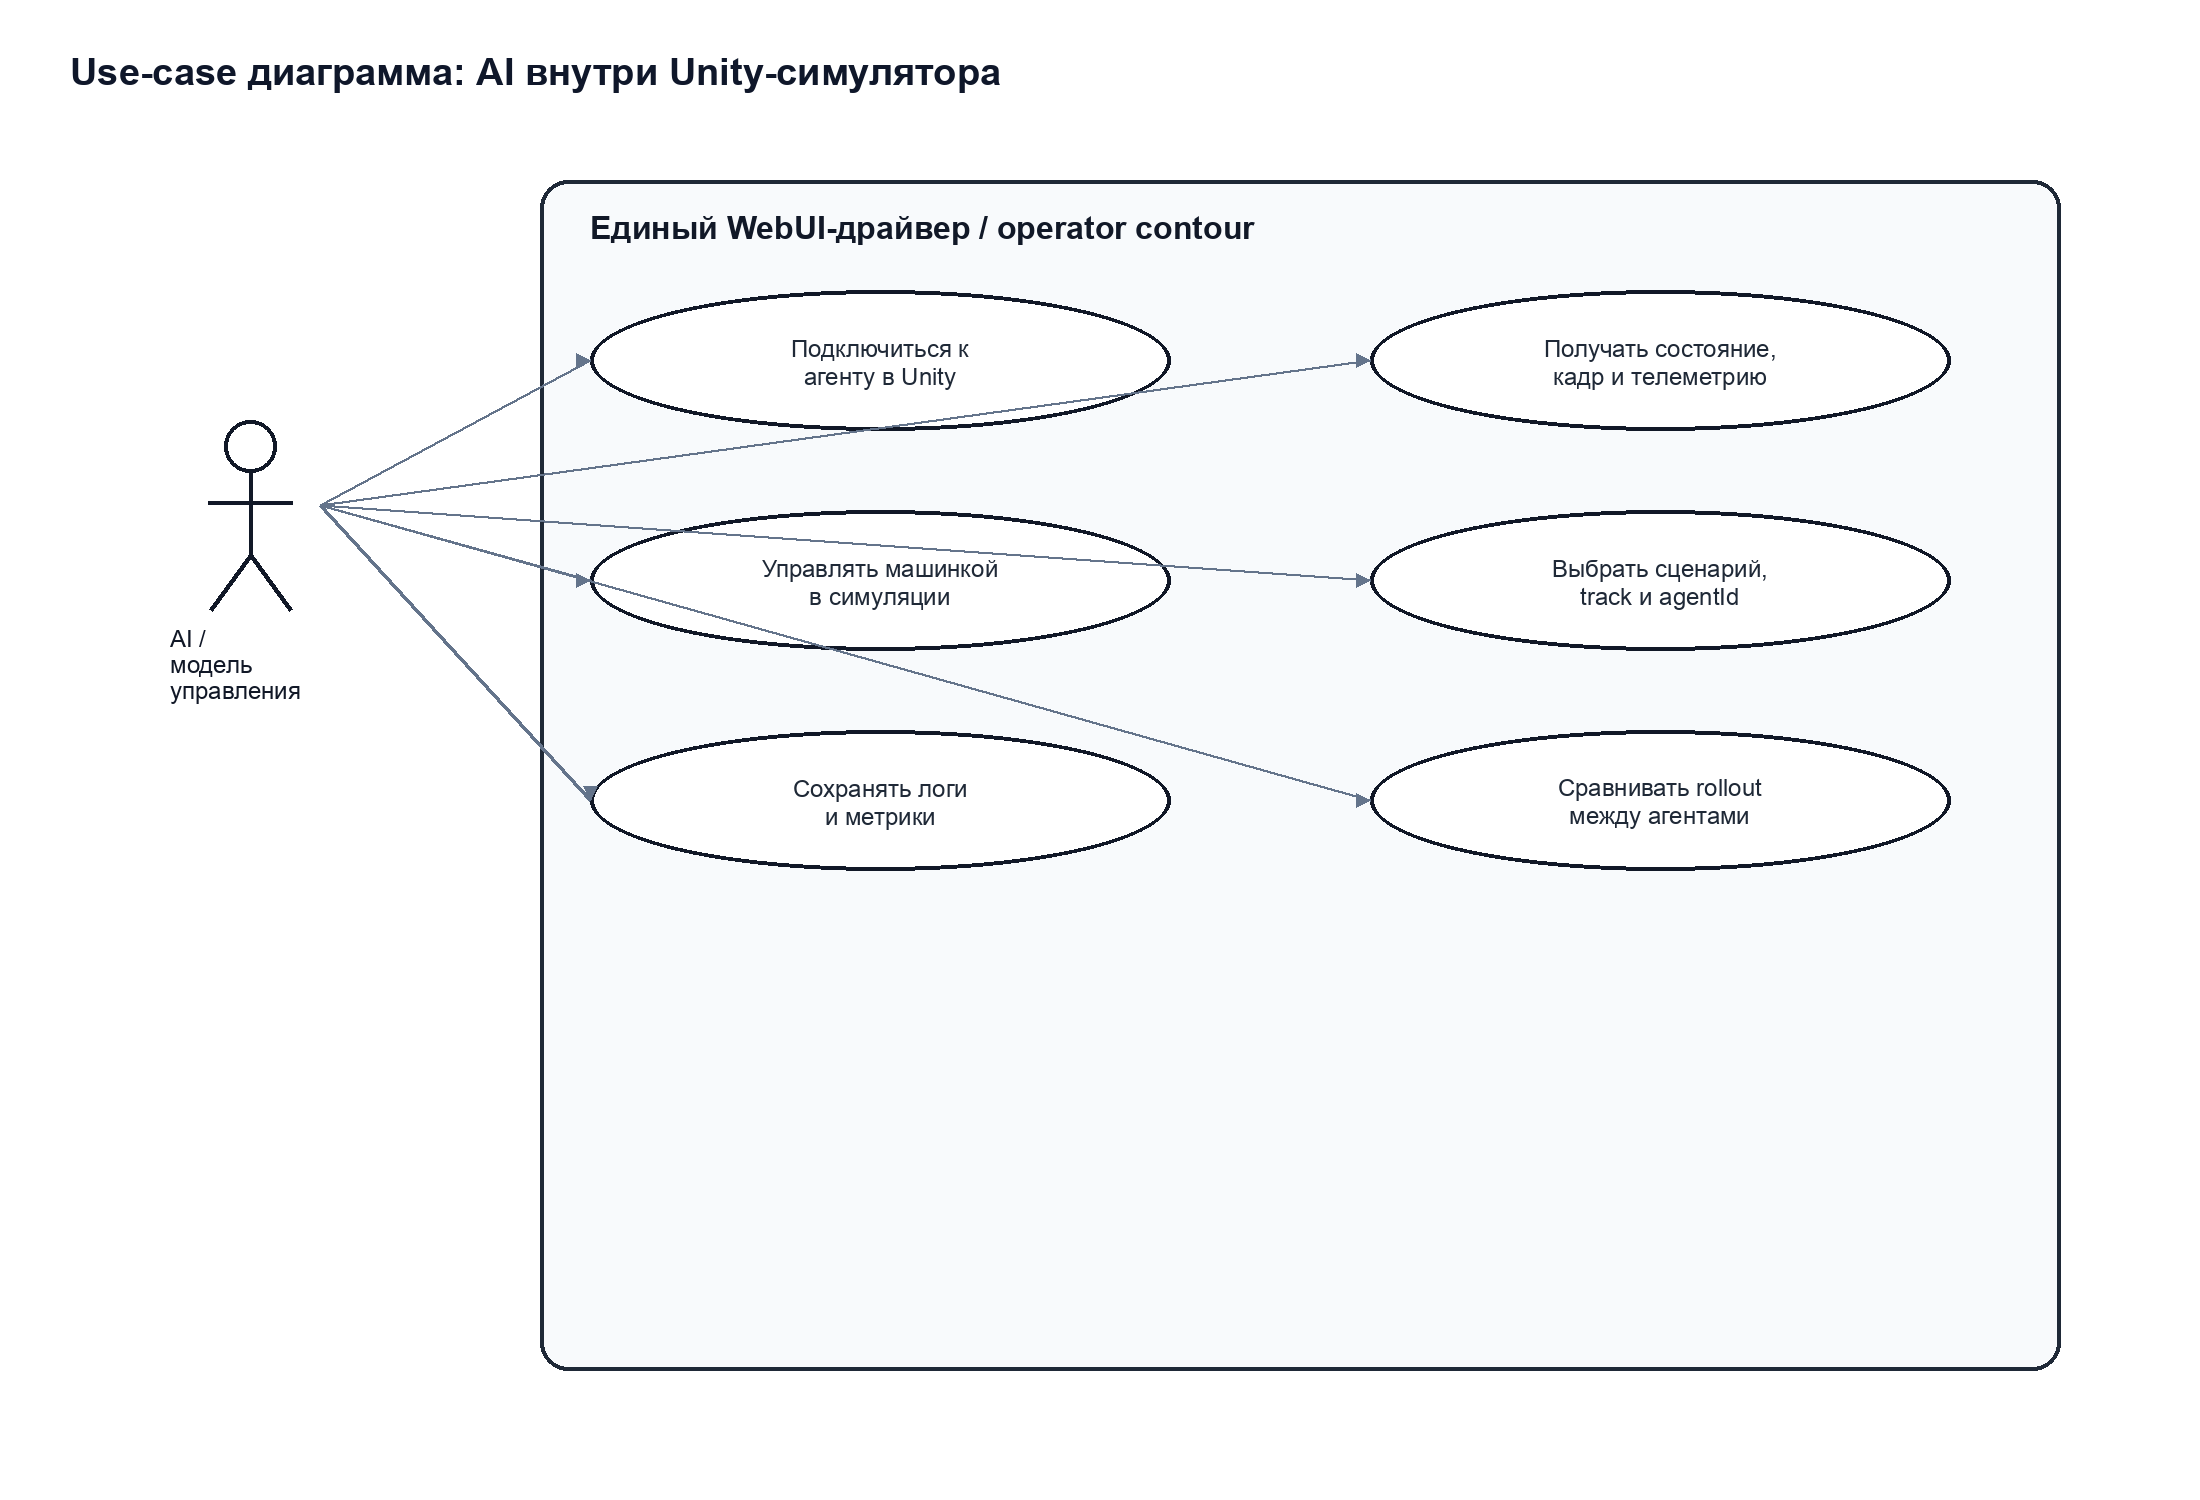 Use-case диаграмма: AI внутри Unity-симулятора
Единый WebUI-драйвер / operator contour
Подключиться к
агенту в Unity
Получать состояние,
кадр и телеметрию
Управлять машинкой
в симуляции
Выбрать сценарий,
track и agentId
AI /
модель
управления
Сохранять логи
и метрики
Сравнивать rollout
между агентами